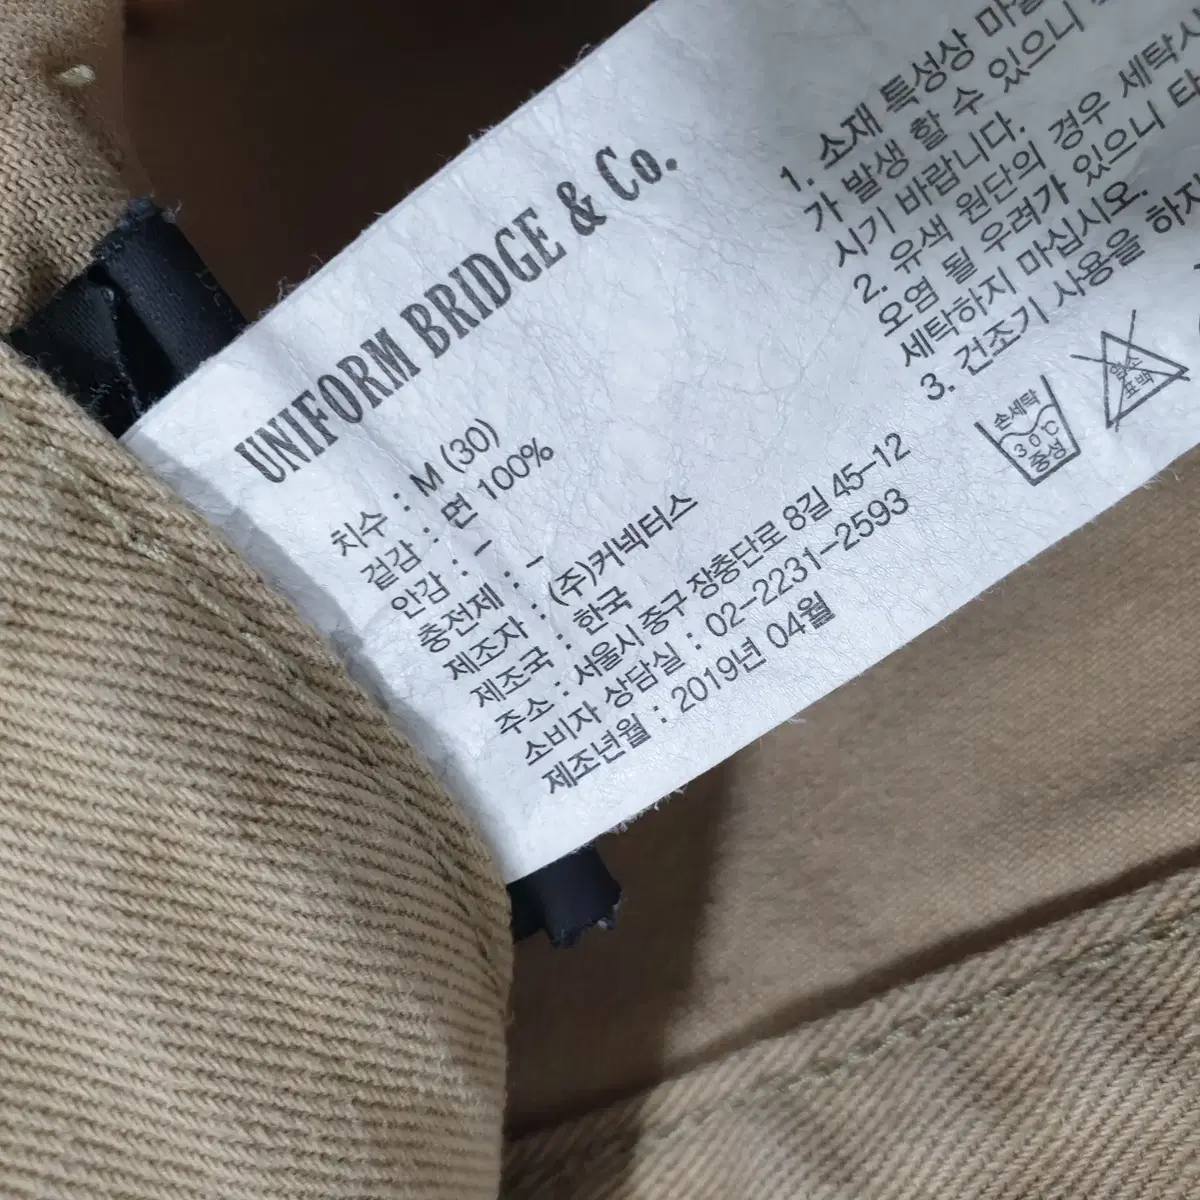 UNIFORM BRIDGE & Co.
치수 : M (30)
겉감 : 면 100%
안감 : -
충전제 : -
제조자 : (주)커넥터스
제조국 : 한국
주소 : 서울시 중구 장충단로 8길 45-12
소비자 상담실 : 02-2231-2593
제조년월 : 2019년 04월
1. 소재 특성상
가 발생 할 수 있으니
시기 바랍니다.
2. 유색 원단의 경우 세탁시
오염 될 우려가 있으니 타
세탁하지 마십시오.
3. 건조기 사용을 하지
손세탁
30℃
중성
염소
표백